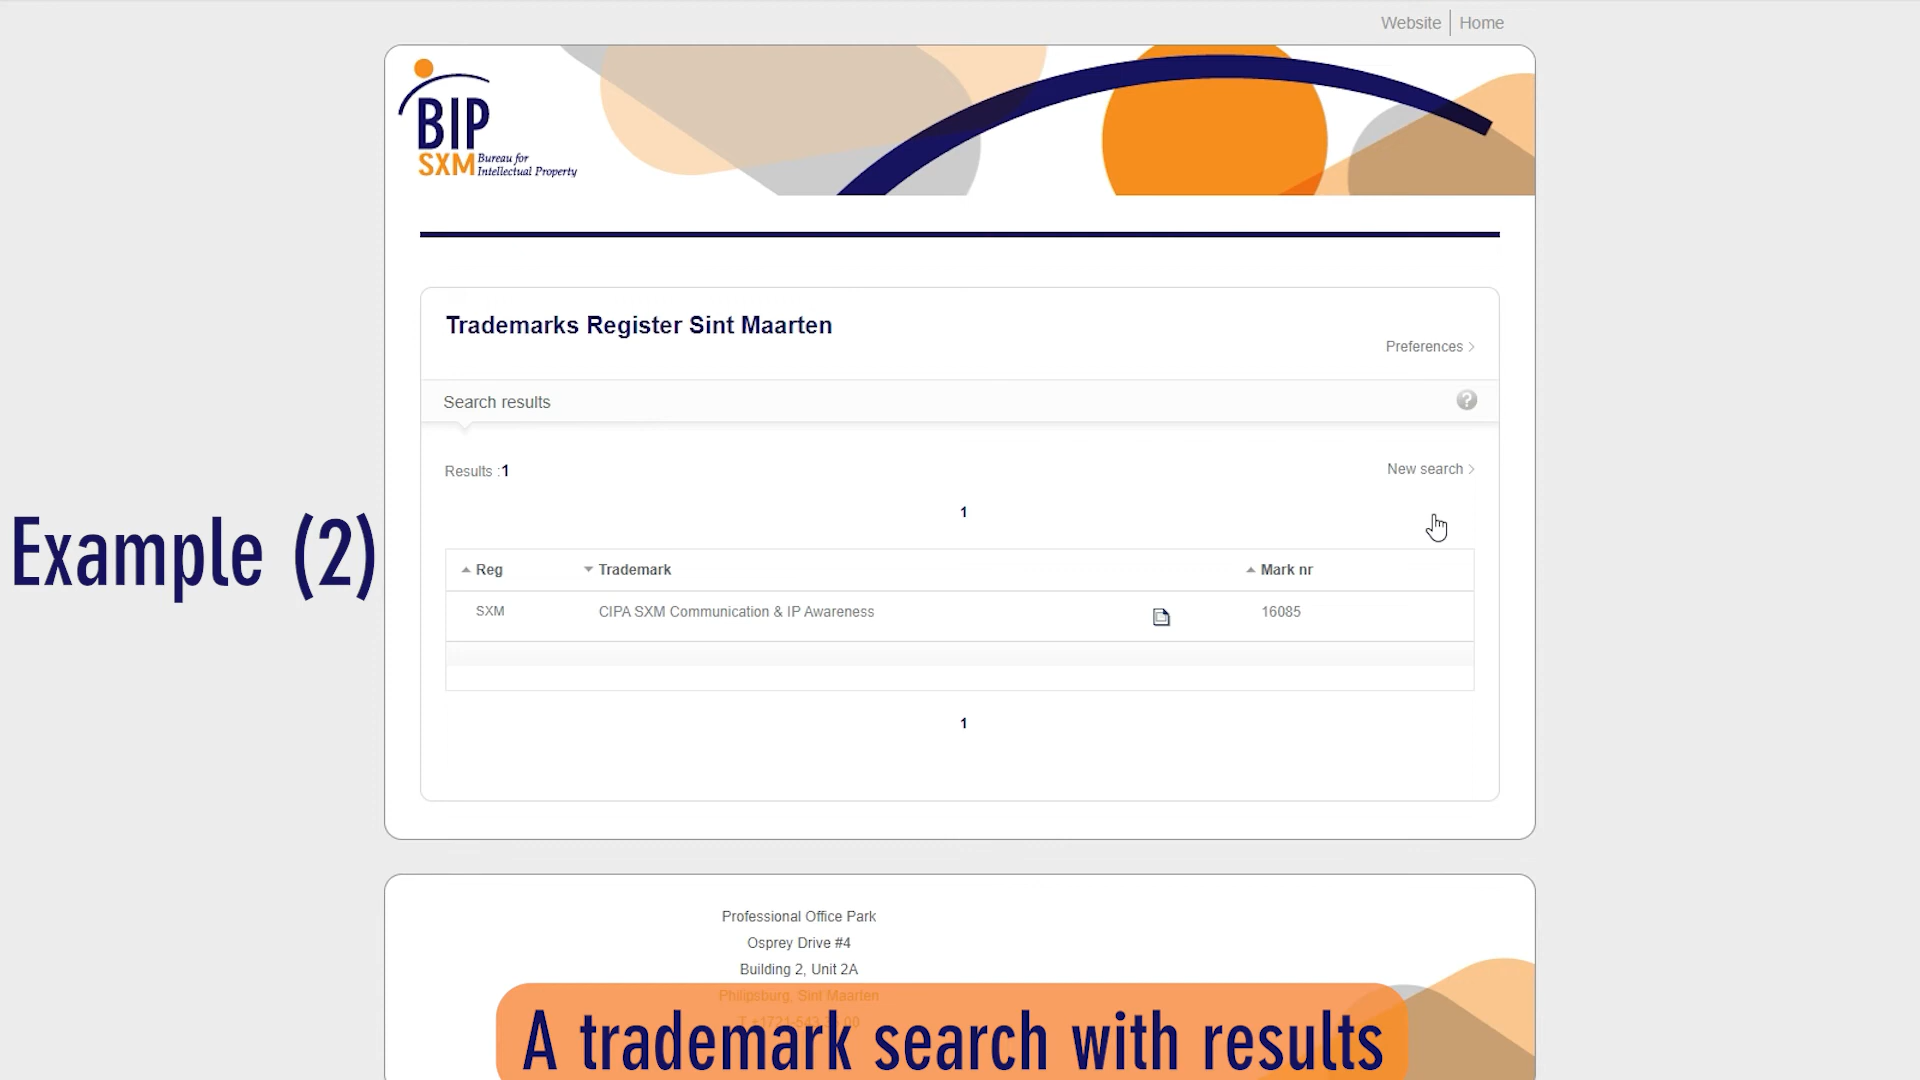 Website
Home
BIP
SXM Bureau for
Intellectual Property
Trademarks Register Sint Maarten
Preferences
Search results
?
Results :1
New search
1
Example (2)
Reg
Trademark
Mark nr
SXM
CIPA SXM Communication & IP Awareness
16085
1
Professional Office Park
Osprey Drive #4
Building 2, Unit 2A
Philipsburg, Sint Maarten
A trademark search with results